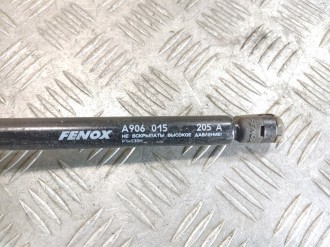 FENOX A906 015 205 A
НЕ ВСКРЫВАТЬ! ВЫСОКОЕ ДАВЛЕНИЕ!